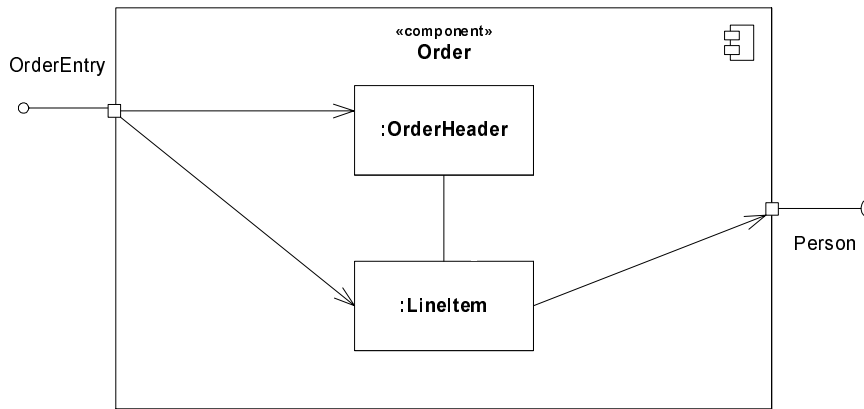 «component»
Order
OrderEntry
:OrderHeader
Person
:LineItem